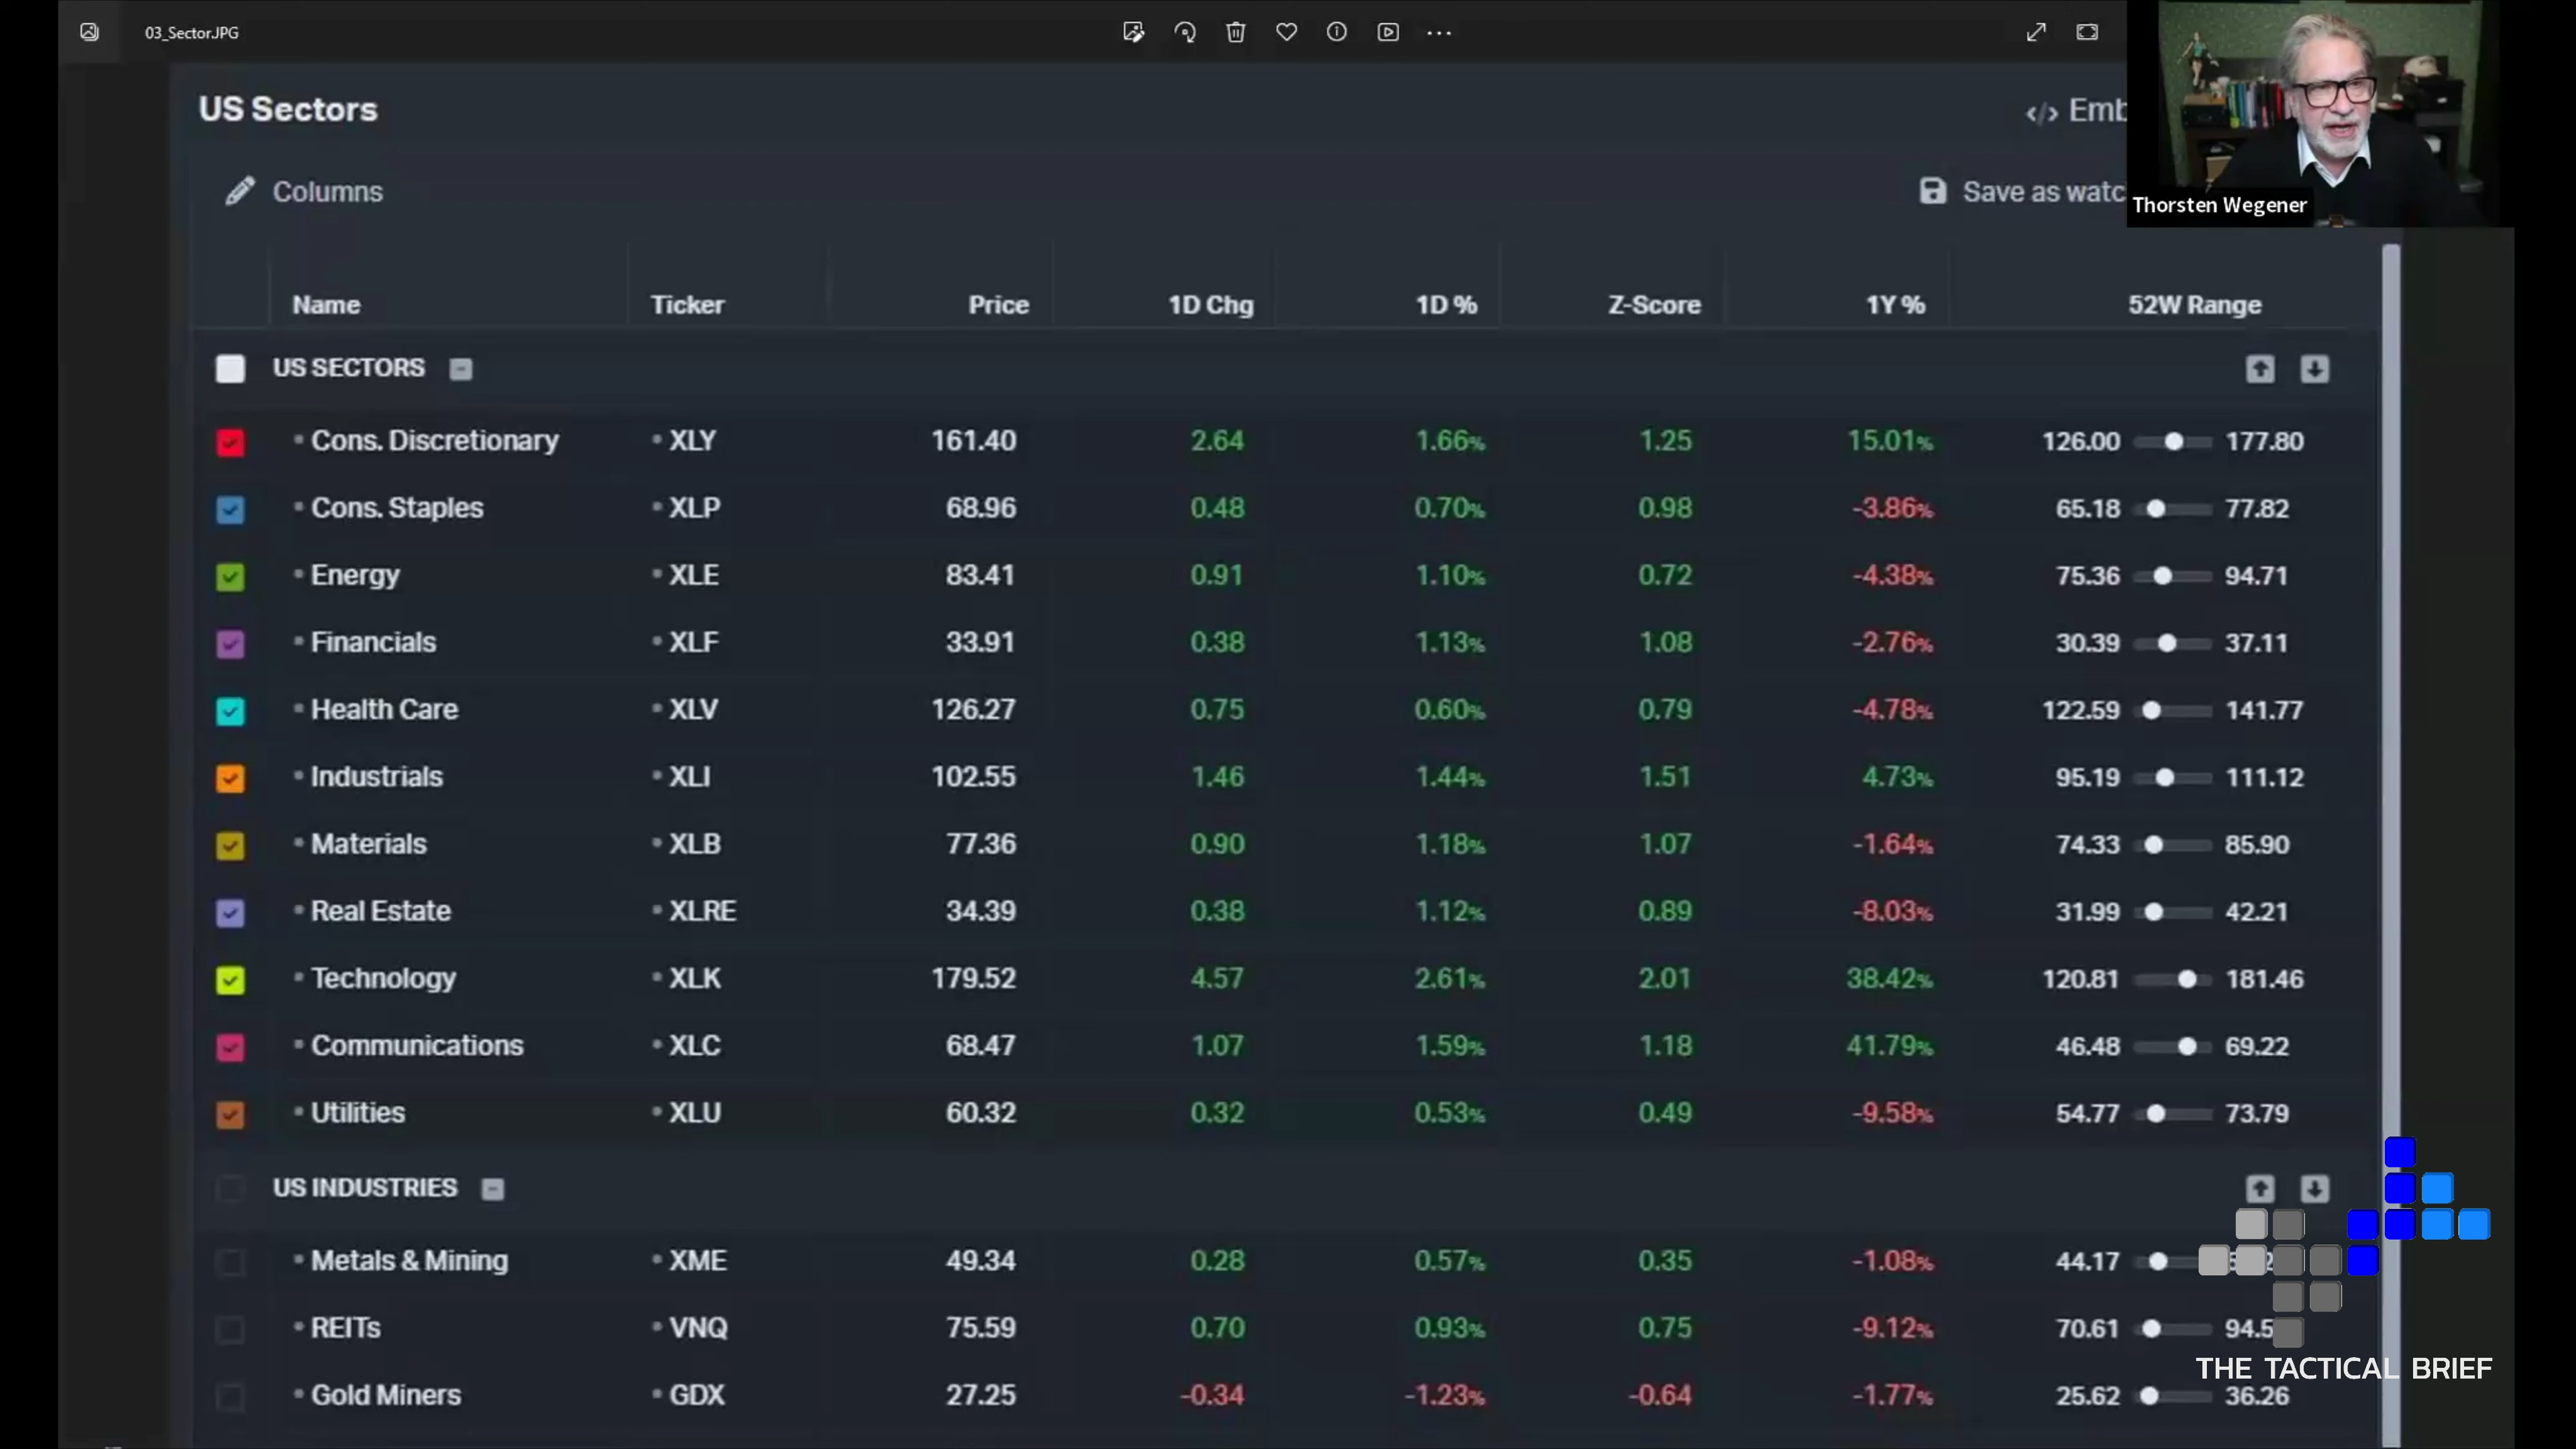 03_Sector.JPG
US Sectors
Emb
Columns
Save as watc
Thorsten Wegener
Name Ticker Price 1D Chg 1D % Z-Score 1Y % 52W Range
US SECTORS
Cons. Discretionary XLY 161.40 2.64 1.66% 1.25 15.01% 126.00 177.80
Cons. Staples XLP 68.96 0.48 0.70% 0.98 -3.86% 65.18 77.82
Energy XLE 83.41 0.91 1.10% 0.72 -4.38% 75.36 94.71
Financials XLF 33.91 0.38 1.13% 1.08 -2.76% 30.39 37.11
Health Care XLV 126.27 0.75 0.60% 0.79 -4.78% 122.59 141.77
Industrials XLI 102.55 1.46 1.44% 1.51 4.73% 95.19 111.12
Materials XLB 77.36 0.90 1.18% 1.07 -1.64% 74.33 85.90
Real Estate XLRE 34.39 0.38 1.12% 0.89 -8.03% 31.99 42.21
Technology XLK 179.52 4.57 2.61% 2.01 38.42% 120.81 181.46
Communications XLC 68.47 1.07 1.59% 1.18 41.79% 46.48 69.22
Utilities XLU 60.32 0.32 0.53% 0.49 -9.58% 54.77 73.79
US INDUSTRIES
Metals & Mining XME 49.34 0.28 0.57% 0.35 -1.08% 44.17
REITs VNQ 75.59 0.70 0.93% 0.75 -9.12% 70.61 94.5
Gold Miners GDX 27.25 -0.34 -1.23% -0.64 -1.77% 25.62 36.26
THE TACTICAL BRIEF